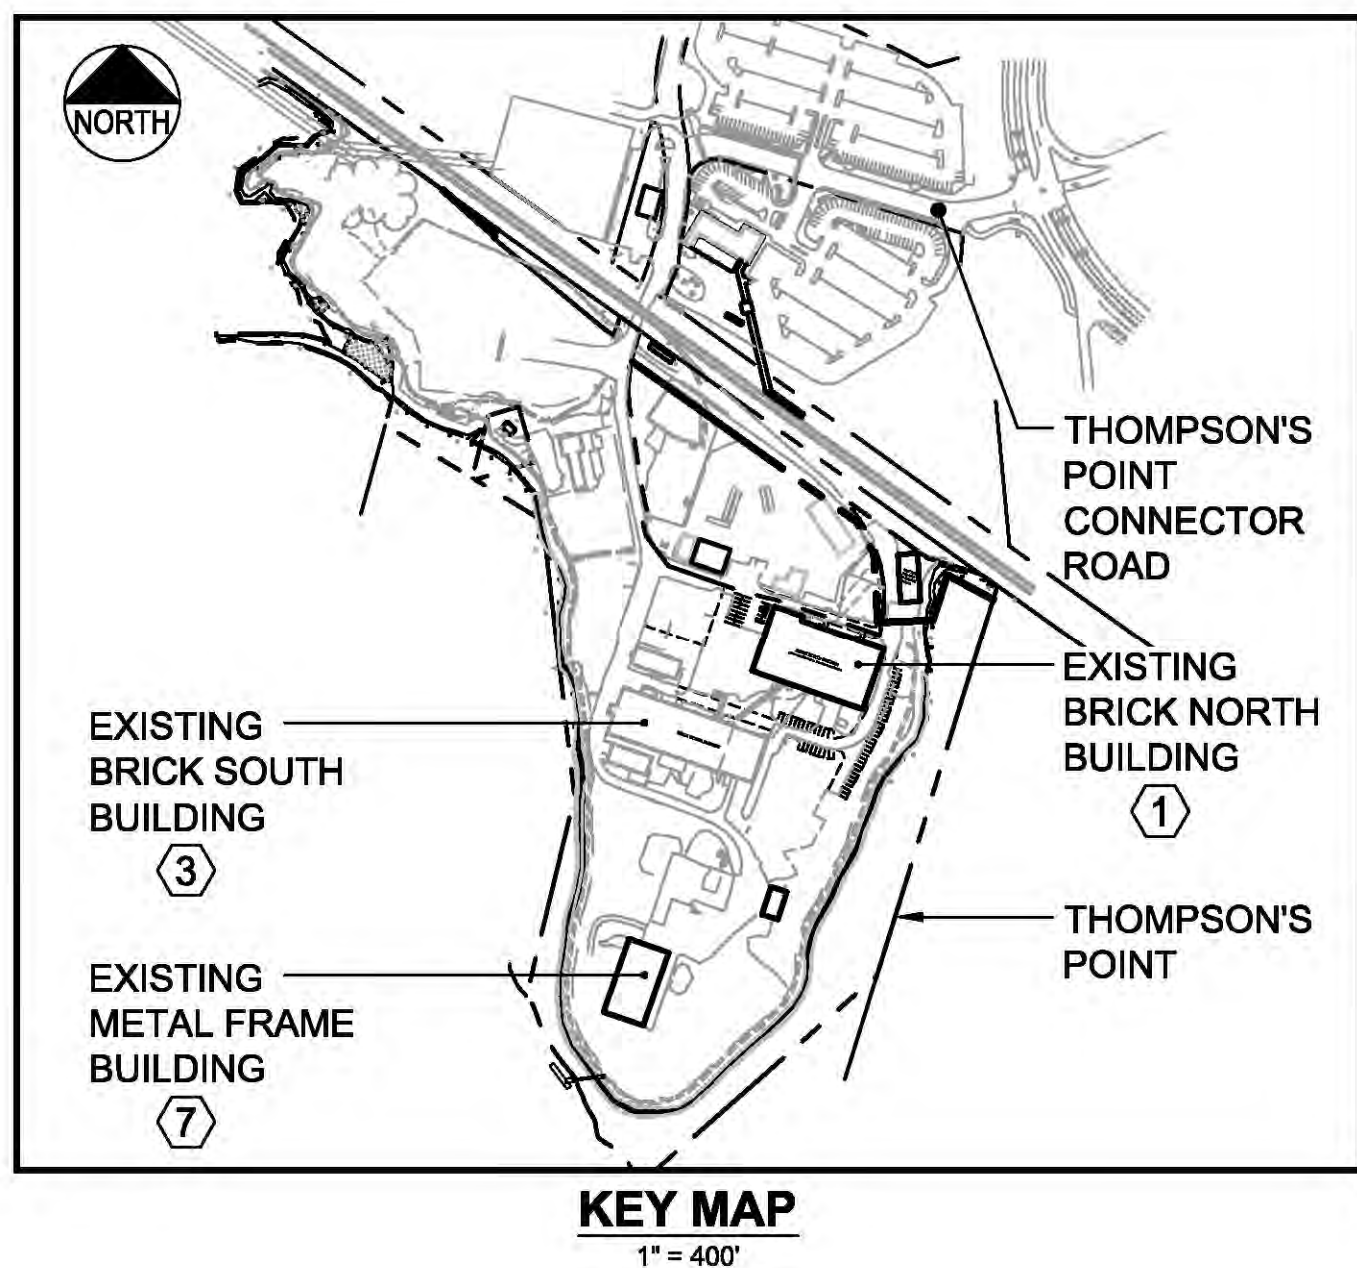 NORTH
THOMPSON'S
POINT
CONNECTOR
ROAD
EXISTING
BRICK NORTH
BUILDING
1
EXISTING
BRICK SOUTH
BUILDING
3
THOMPSON'S
POINT
EXISTING
METAL FRAME
BUILDING
7
KEY MAP
1" = 400'